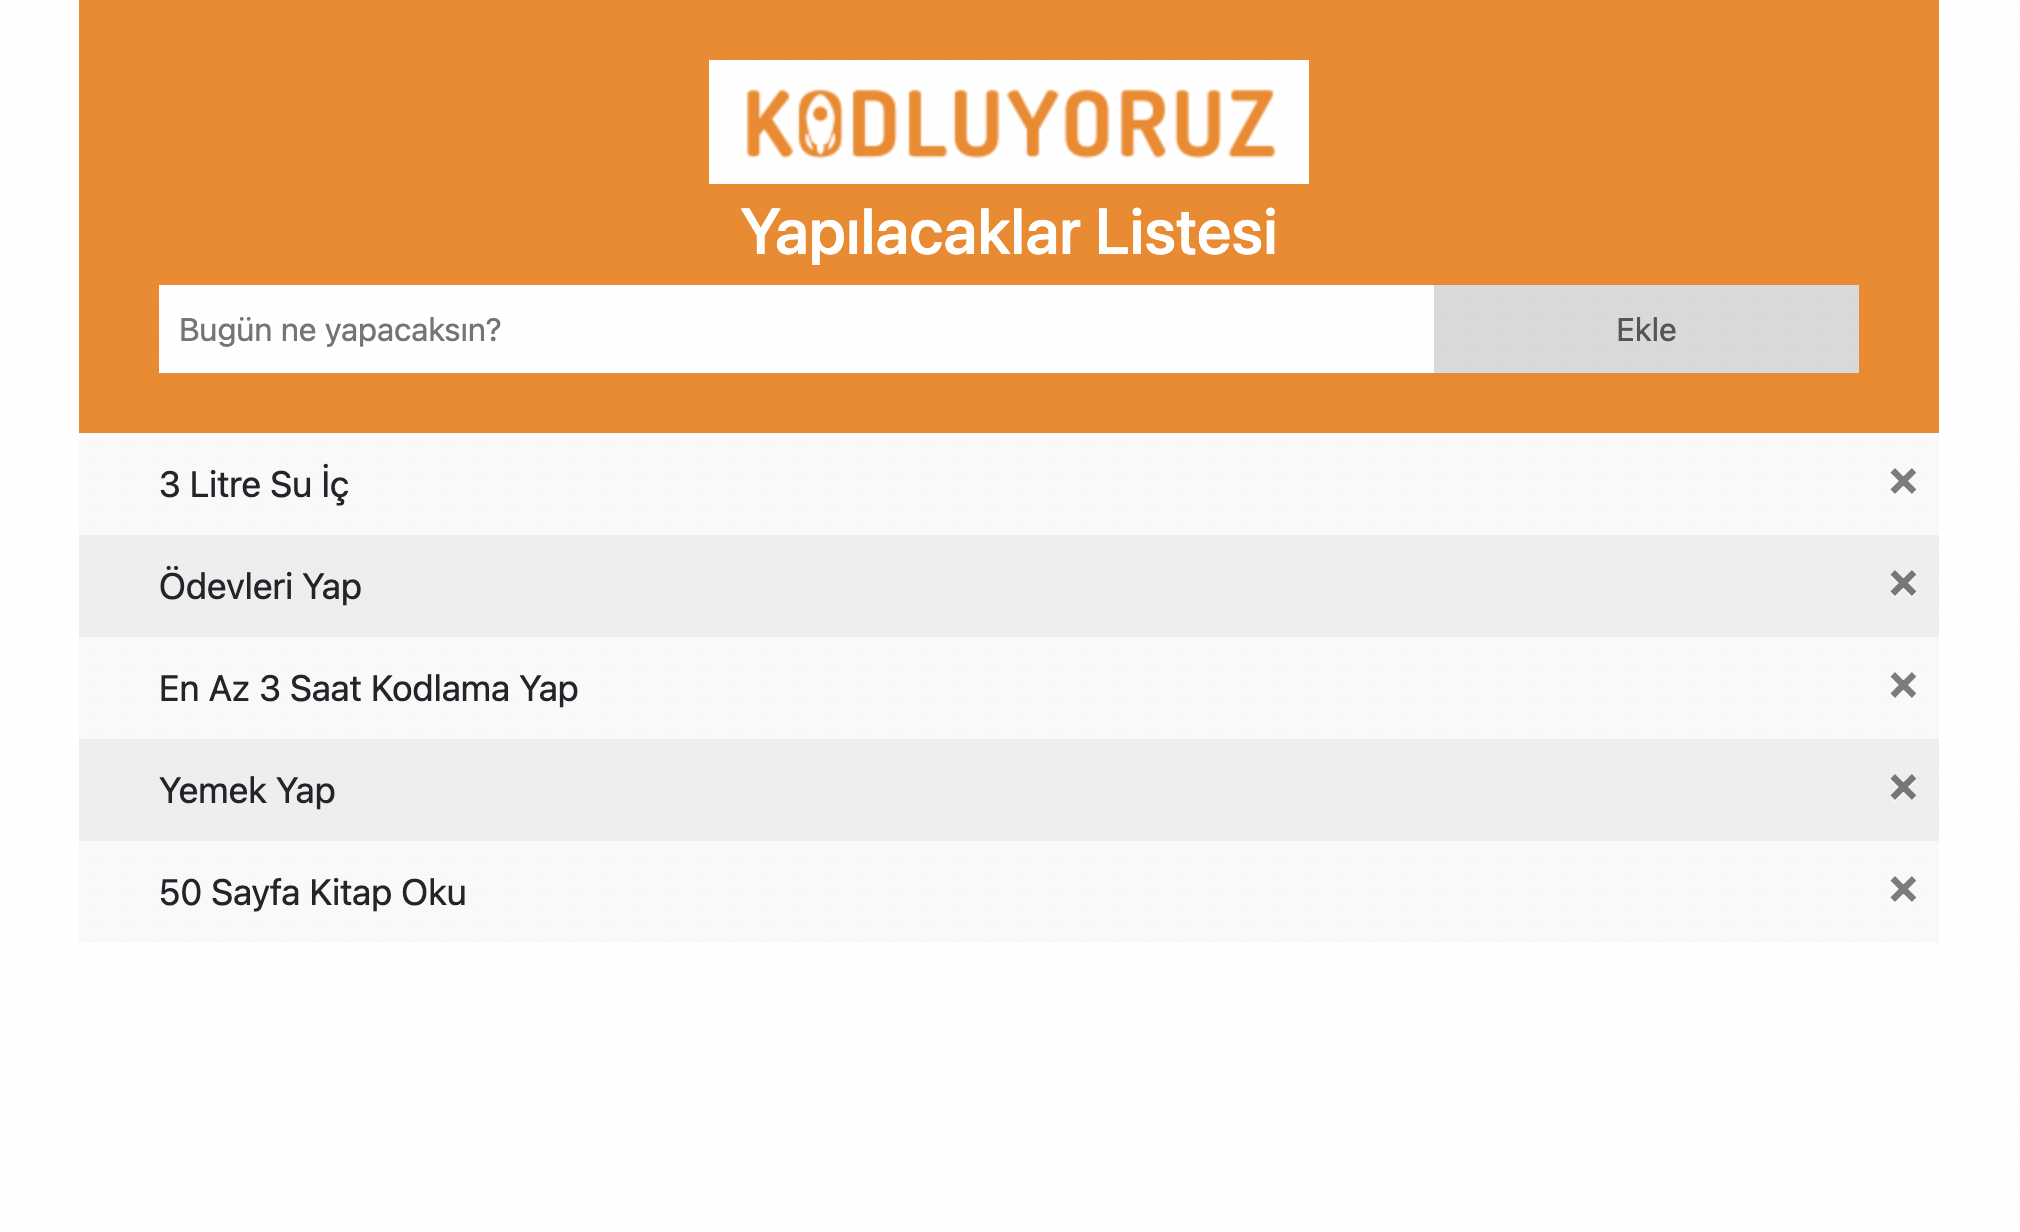 KODLUYORUZ
Yapılacaklar Listesi
Bugün ne yapacaksın?
Ekle
3 Litre Su İç
Ödevleri Yap
En Az 3 Saat Kodlama Yap
Yemek Yap
50 Sayfa Kitap Oku